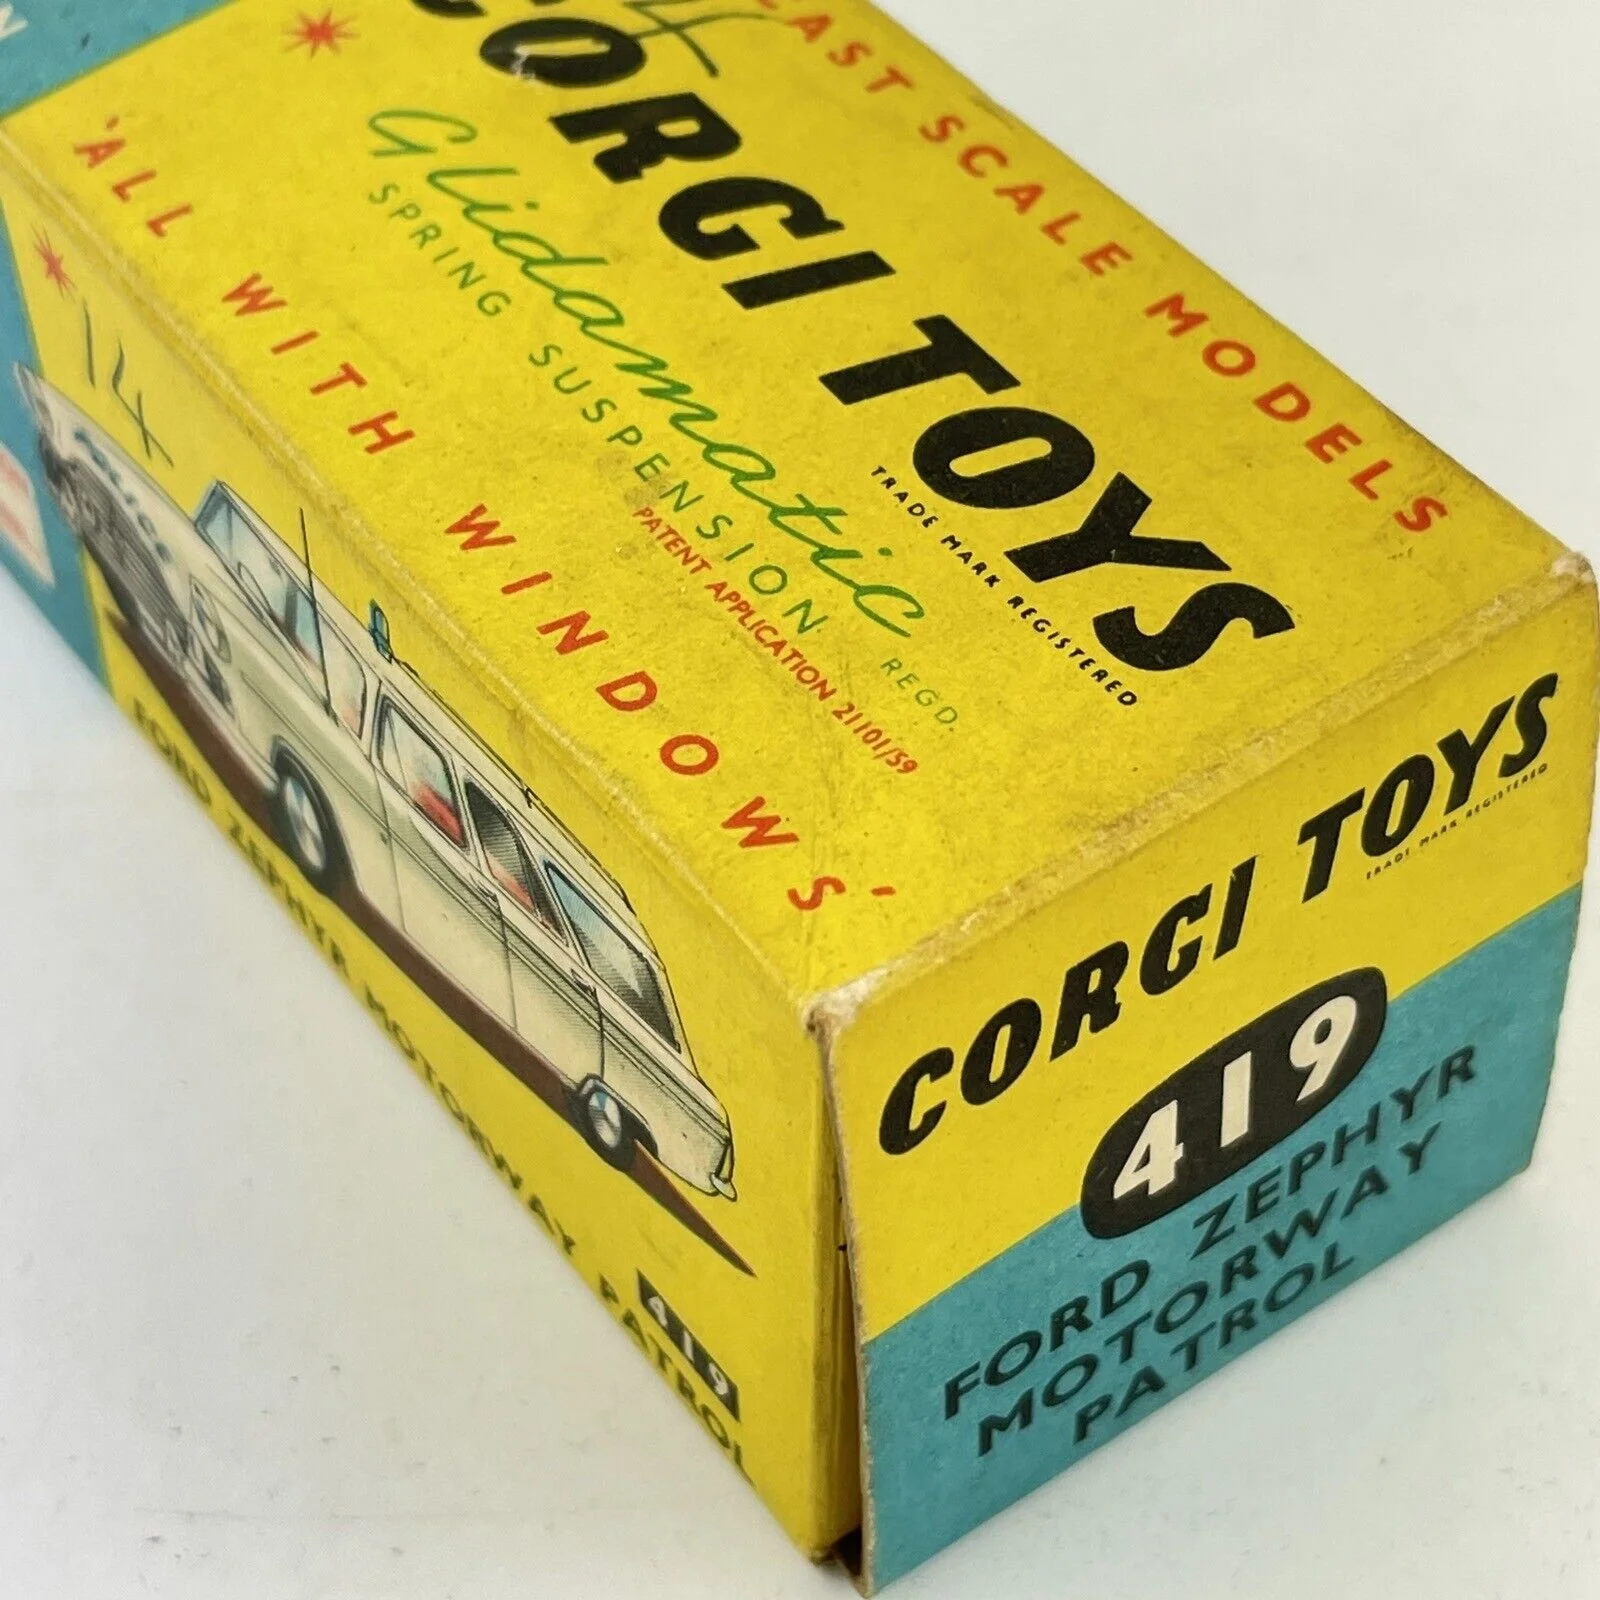 CAST SCALE MODELS
CORGI TOYS
TRADE MARK REGISTERED
Glidamatic
SPRING SUSPENSION REGD.
PATENT APPLICATION 21101/59
'ALL WITH WINDOWS'
14
FORD ZEPHYR MOTORWAY PATROL
419
CORGI TOYS
TRADE MARK REGISTERED
419
FORD ZEPHYR
MOTORWAY
PATROL